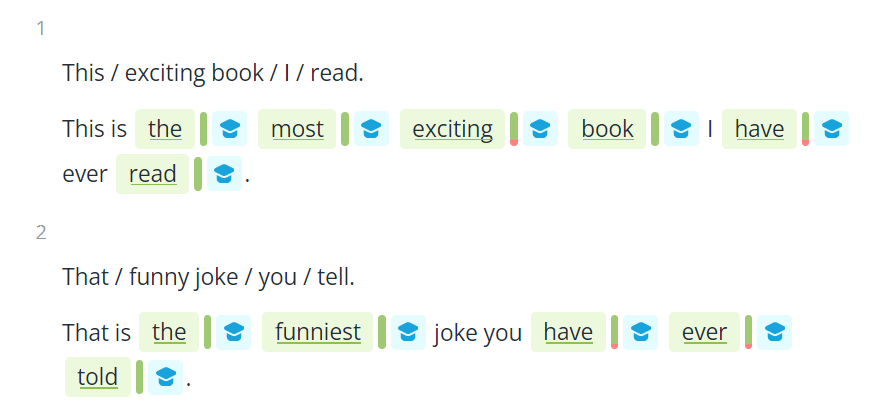 1
This / exciting book / I / read.
This is the most exciting book I have
ever read .
2
That / funny joke / you / tell.
That is the funniest joke you have ever
told .